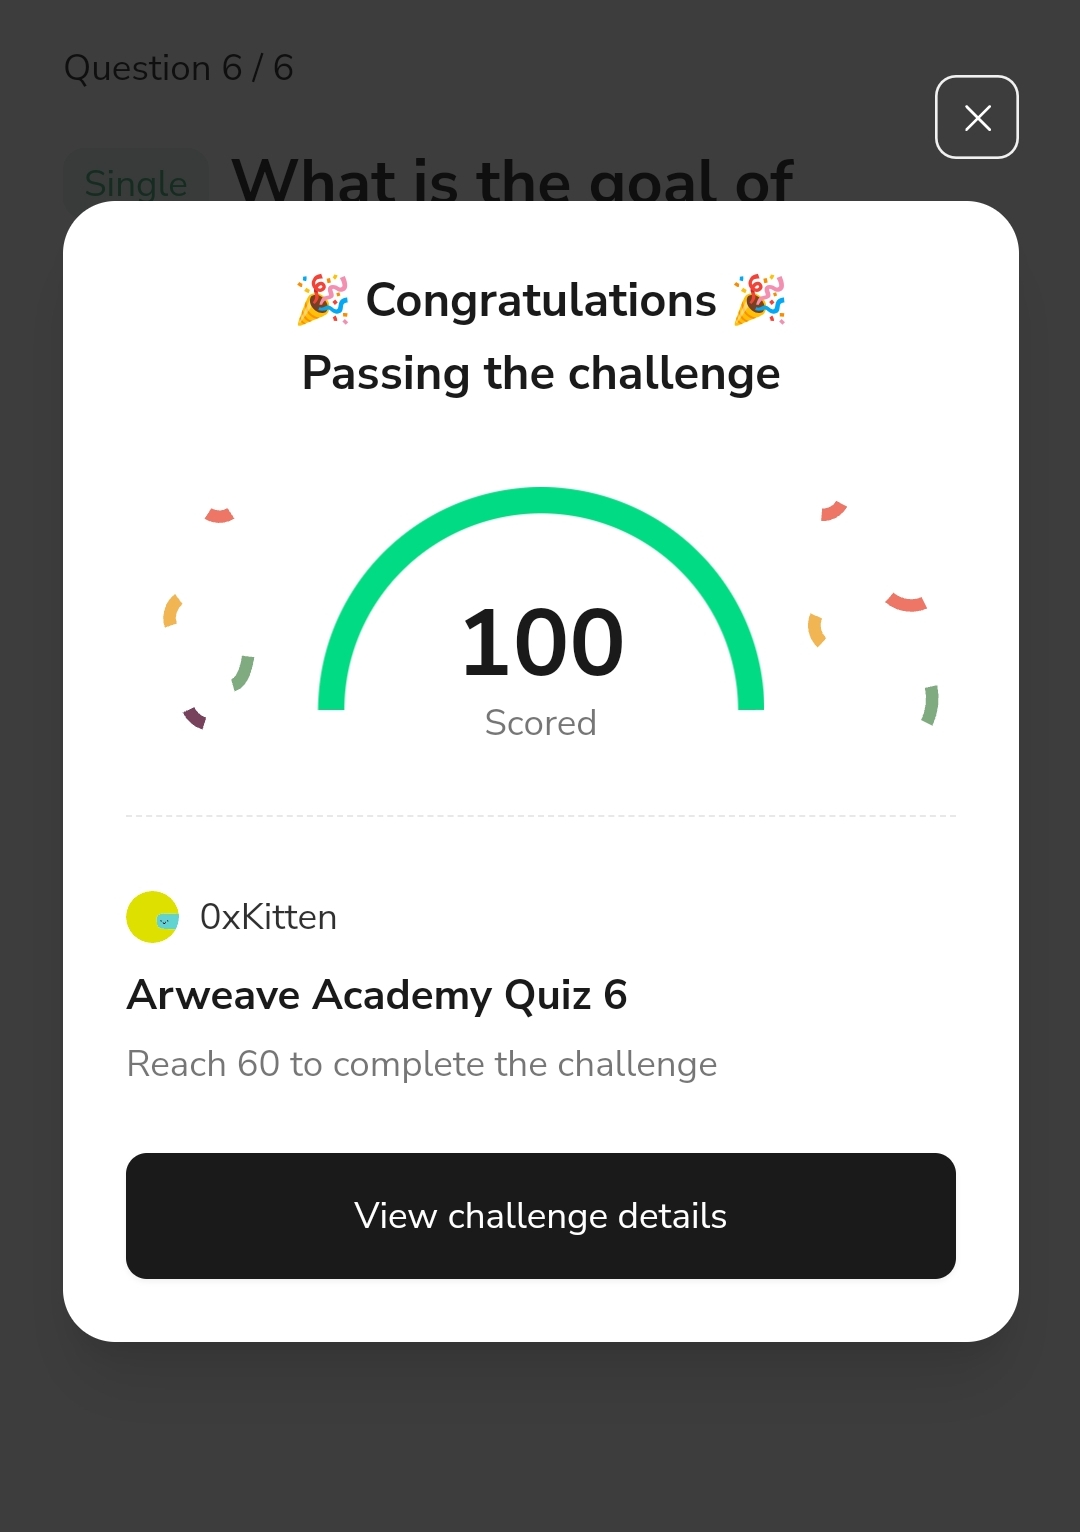 Question 6 / 6
Single What is the goal of
🎉 Congratulations 🎉
Passing the challenge
100
Scored
0xKitten
Arweave Academy Quiz 6
Reach 60 to complete the challenge
View challenge details